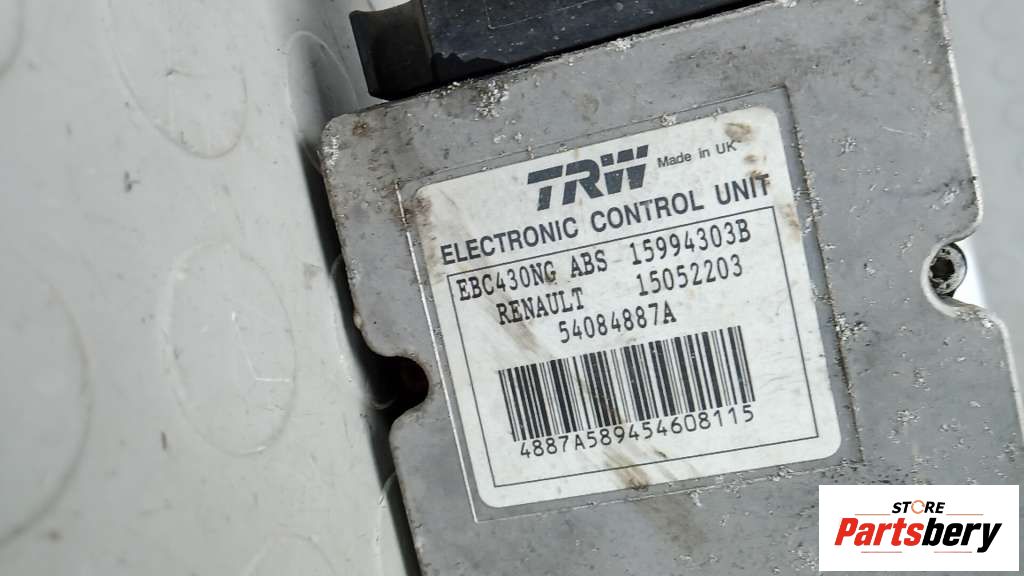 TRW Made in UK
ELECTRONIC CONTROL UNIT
EBC430NG ABS 15994303B
RENAULT 15052203
54084887A
4887A589454608115
STORE
Partsbery